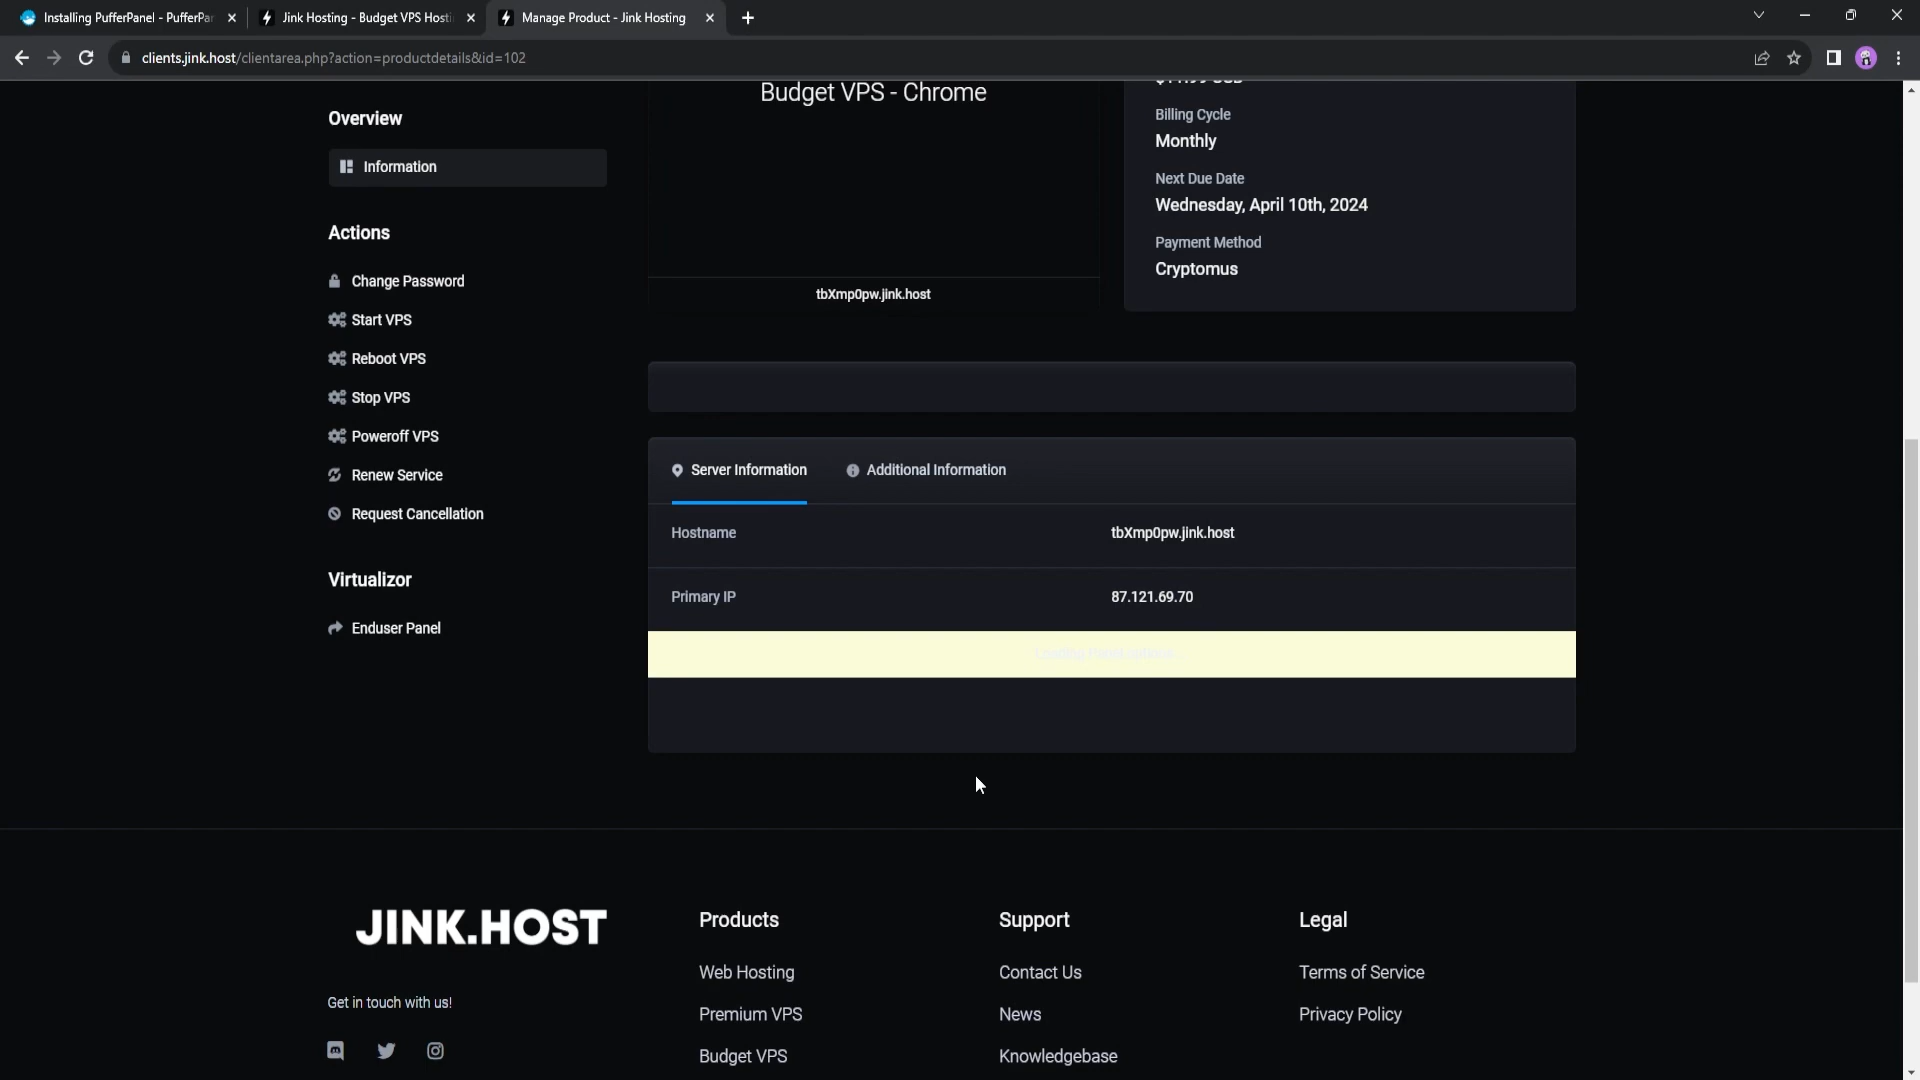 Installing PufferPanel - PufferPa
Jink Hosting - Budget VPS Hosti
Manage Product - Jink Hosting
clients.jink.host/clientarea.php?action=productdetails&id=102
Budget VPS - Chrome
Overview
Information
Actions
Change Password
Start VPS
Reboot VPS
Stop VPS
Poweroff VPS
Renew Service
Request Cancellation
Virtualizor
Enduser Panel
tbXmp0pw.jink.host
Billing Cycle
Monthly
Next Due Date
Wednesday, April 10th, 2024
Payment Method
Cryptomus
Server Information
Additional Information
Hostname
tbXmp0pw.jink.host
Primary IP
87.121.69.70
JINK.HOST
Get in touch with us!
Products
Web Hosting
Premium VPS
Budget VPS
Support
Contact Us
News
Knowledgebase
Legal
Terms of Service
Privacy Policy